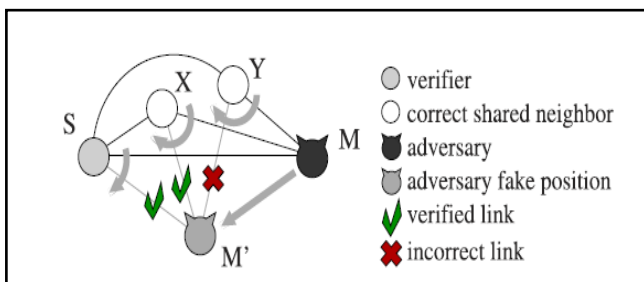 Y
X
S
M
M'
verifier
correct shared neighbor
adversary
adversary fake position
verified link
incorrect link